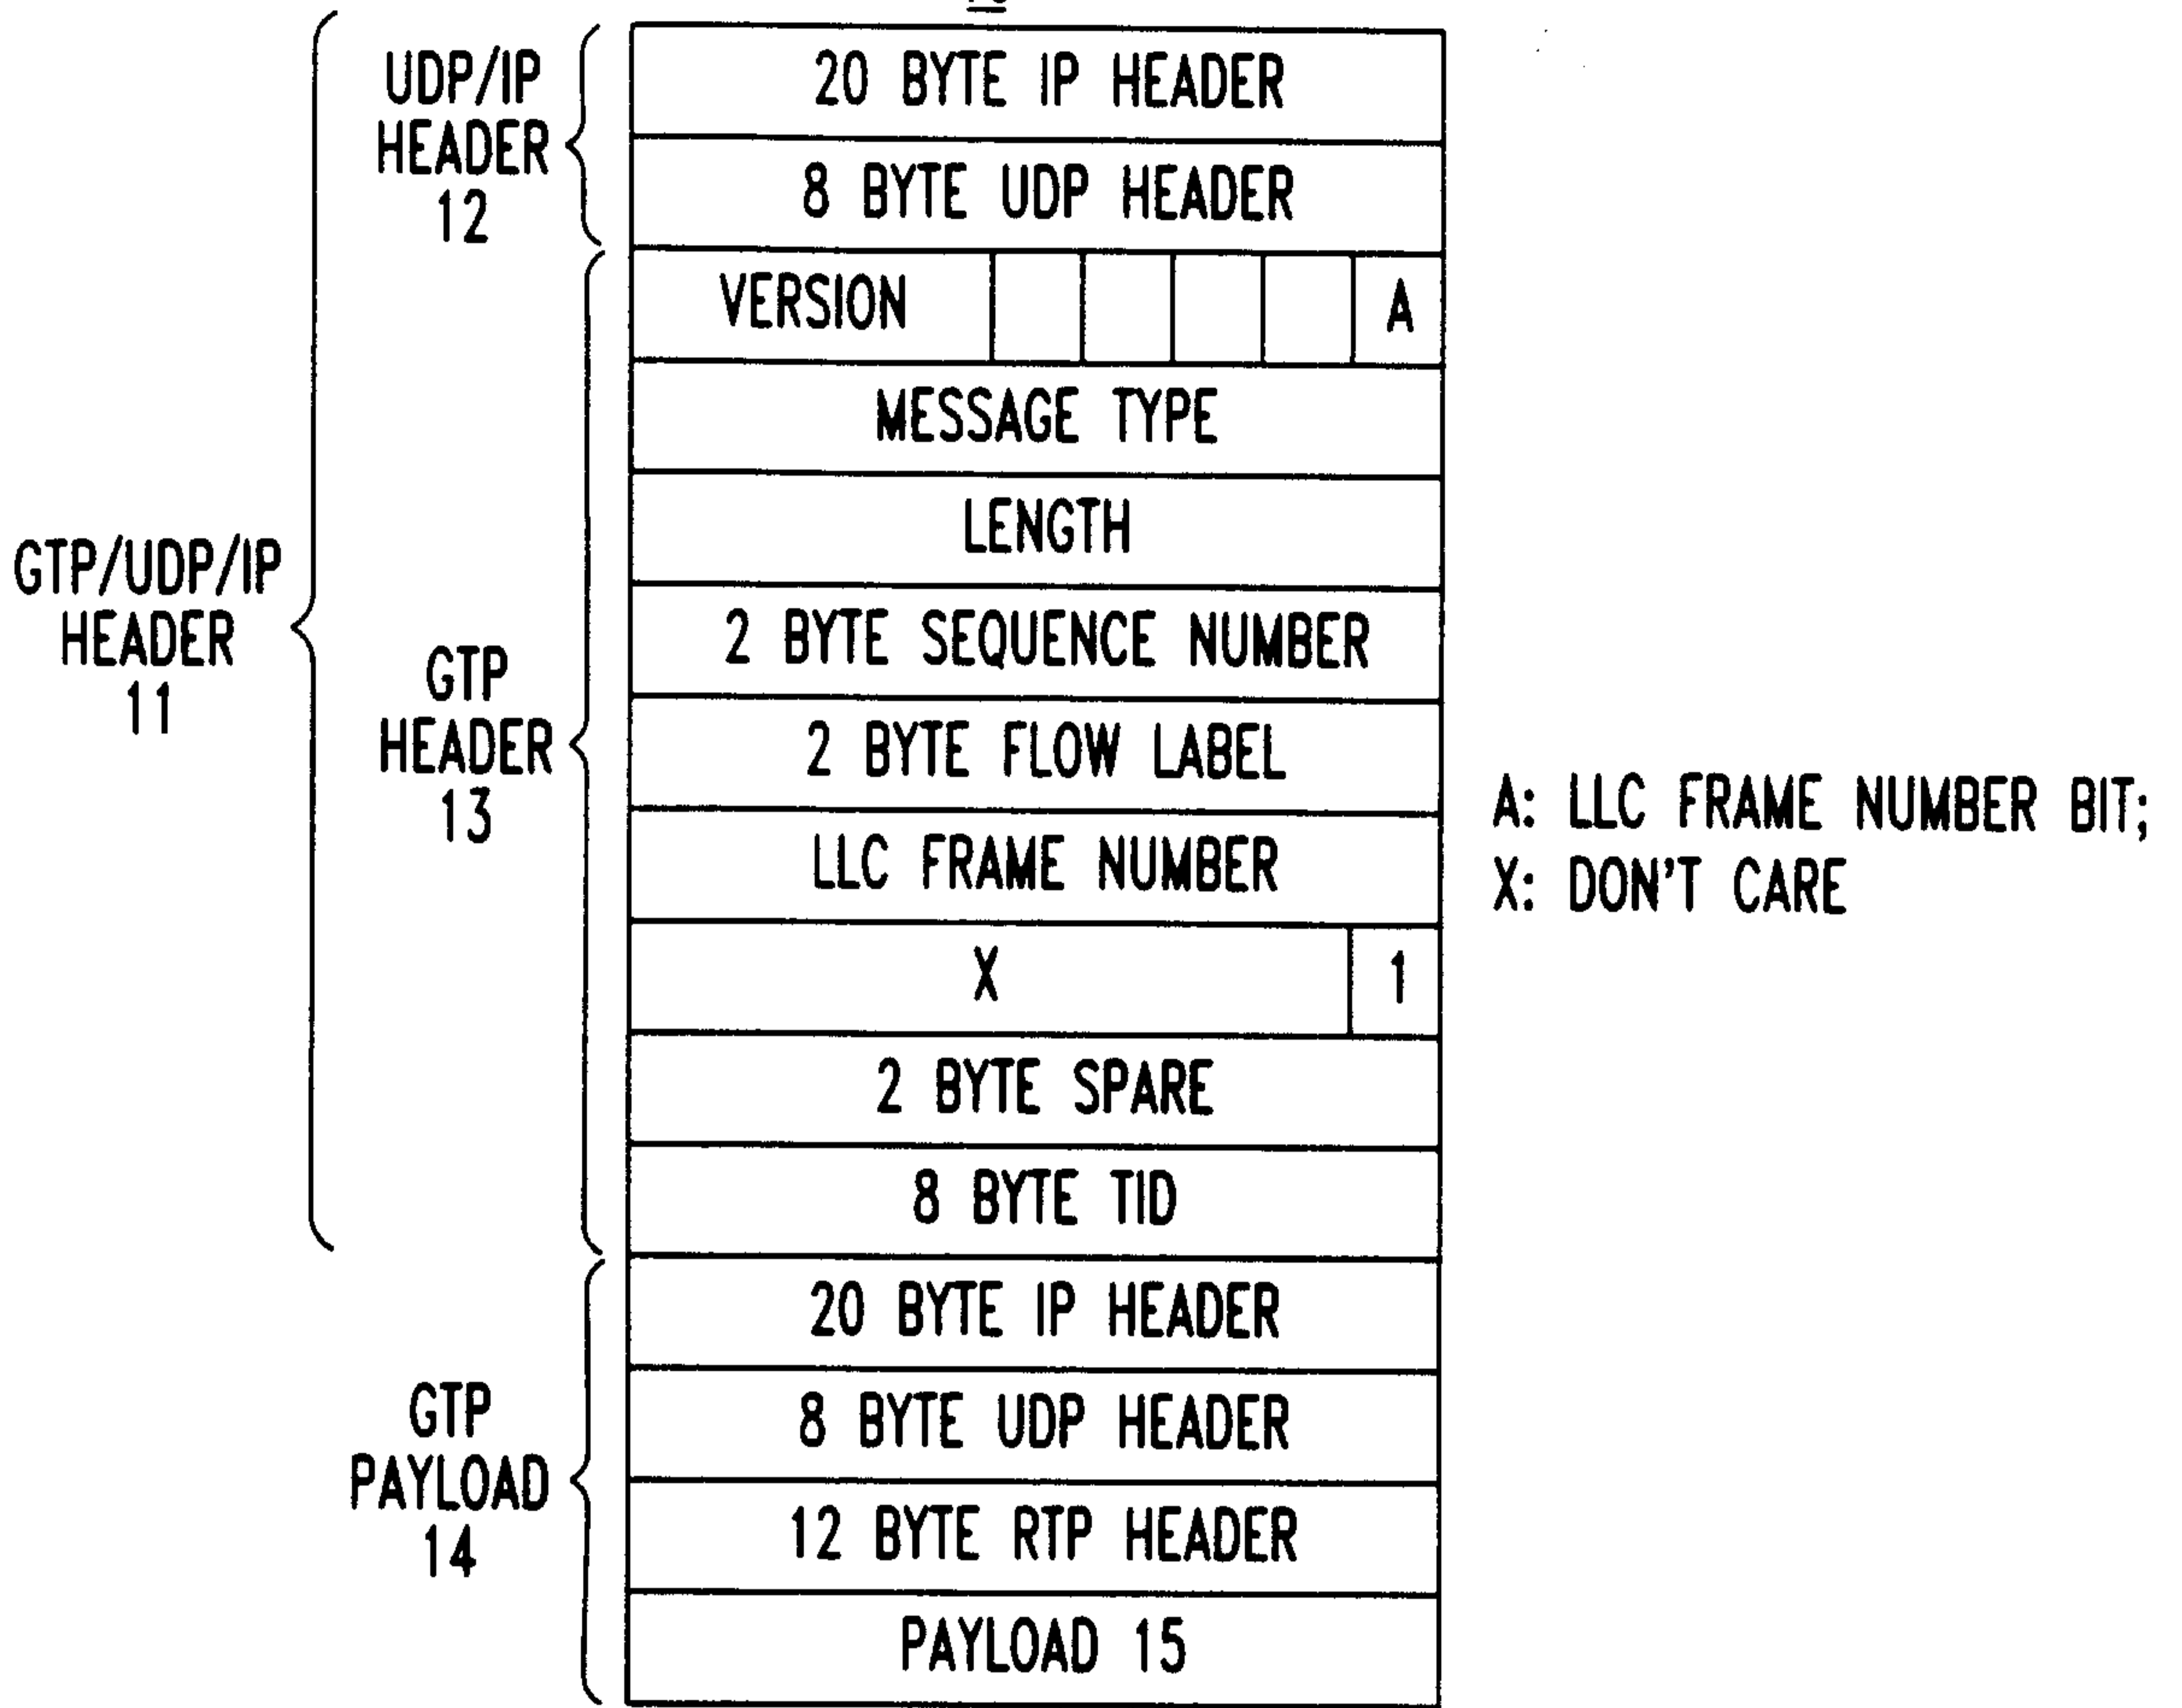 UDP/IP
HEADER
12
20 BYTE IP HEADER
8 BYTE UDP HEADER
GTP/UDP/IP
HEADER
11
GTP
HEADER
13
VERSION A
MESSAGE TYPE
LENGTH
2 BYTE SEQUENCE NUMBER
2 BYTE FLOW LABEL
LLC FRAME NUMBER
X 1
2 BYTE SPARE
8 BYTE TID
A: LLC FRAME NUMBER BIT;
X: DON'T CARE
GTP
PAYLOAD
14
20 BYTE IP HEADER
8 BYTE UDP HEADER
12 BYTE RTP HEADER
PAYLOAD 15